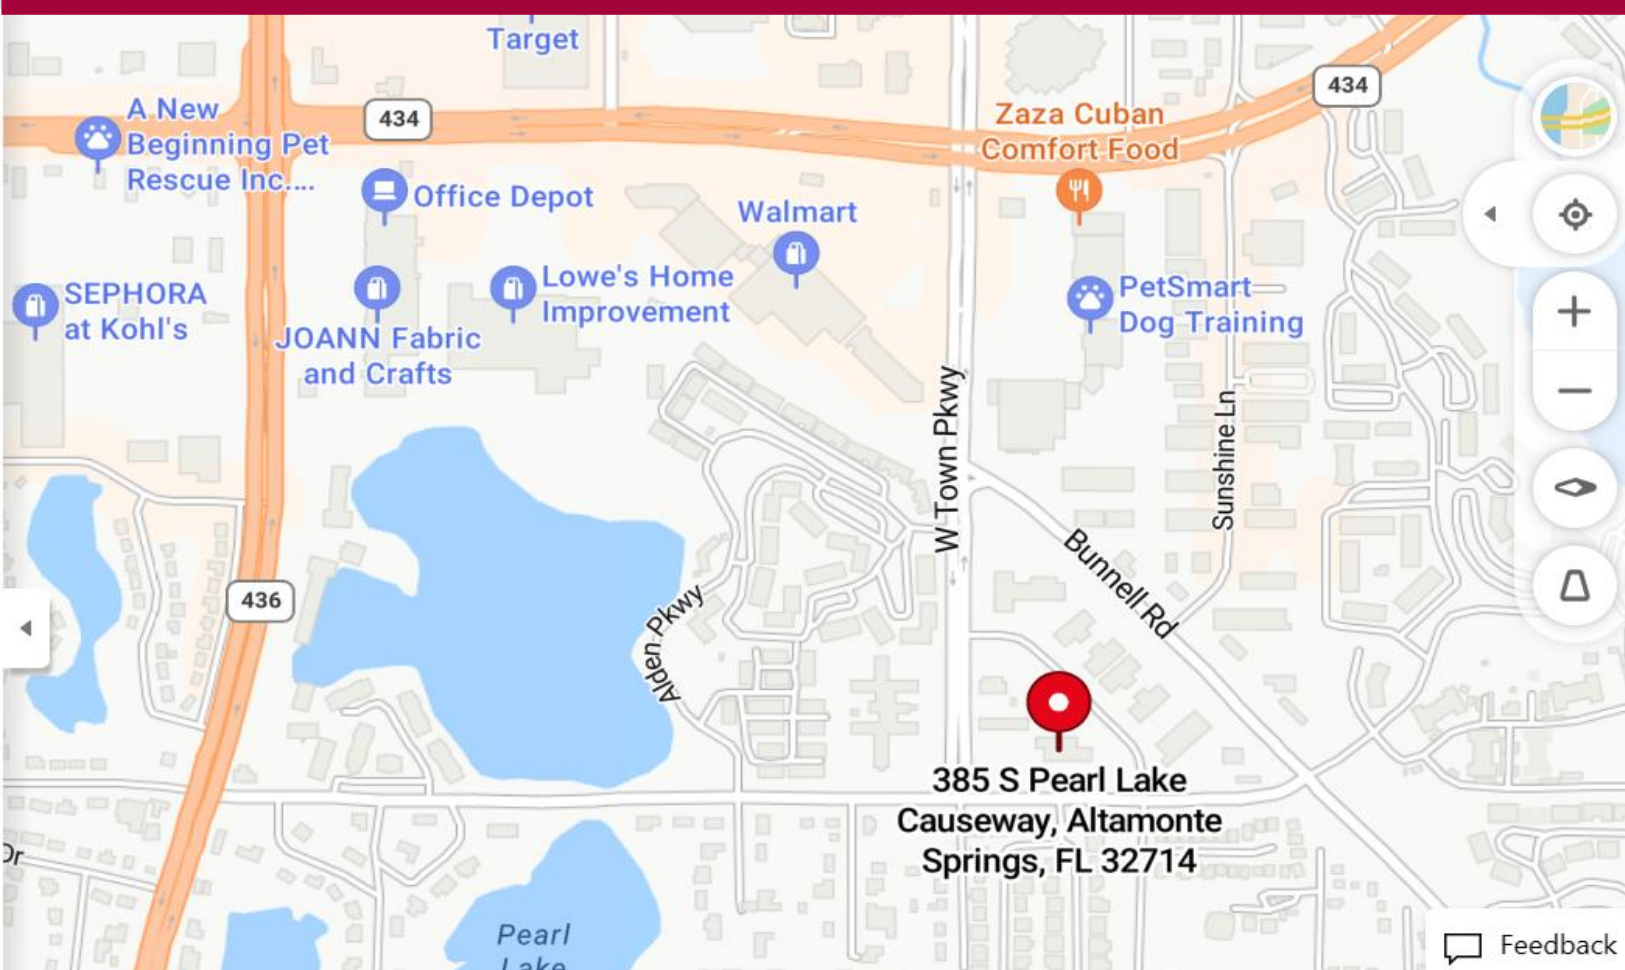 Target
434
434
A New
Beginning Pet
Rescue Inc....
Zaza Cuban
Comfort Food
Office Depot
Walmart
Lowe's Home
Improvement
SEPHORA
at Kohl's
PetSmart
Dog Training
JOANN Fabric
and Crafts
W Town Pkwy
Sunshine Ln
Bunnell Rd
436
Alden Pkwy
385 S Pearl Lake
Causeway, Altamonte
Springs, FL 32714
Dr
Pearl
Lake
Feedback